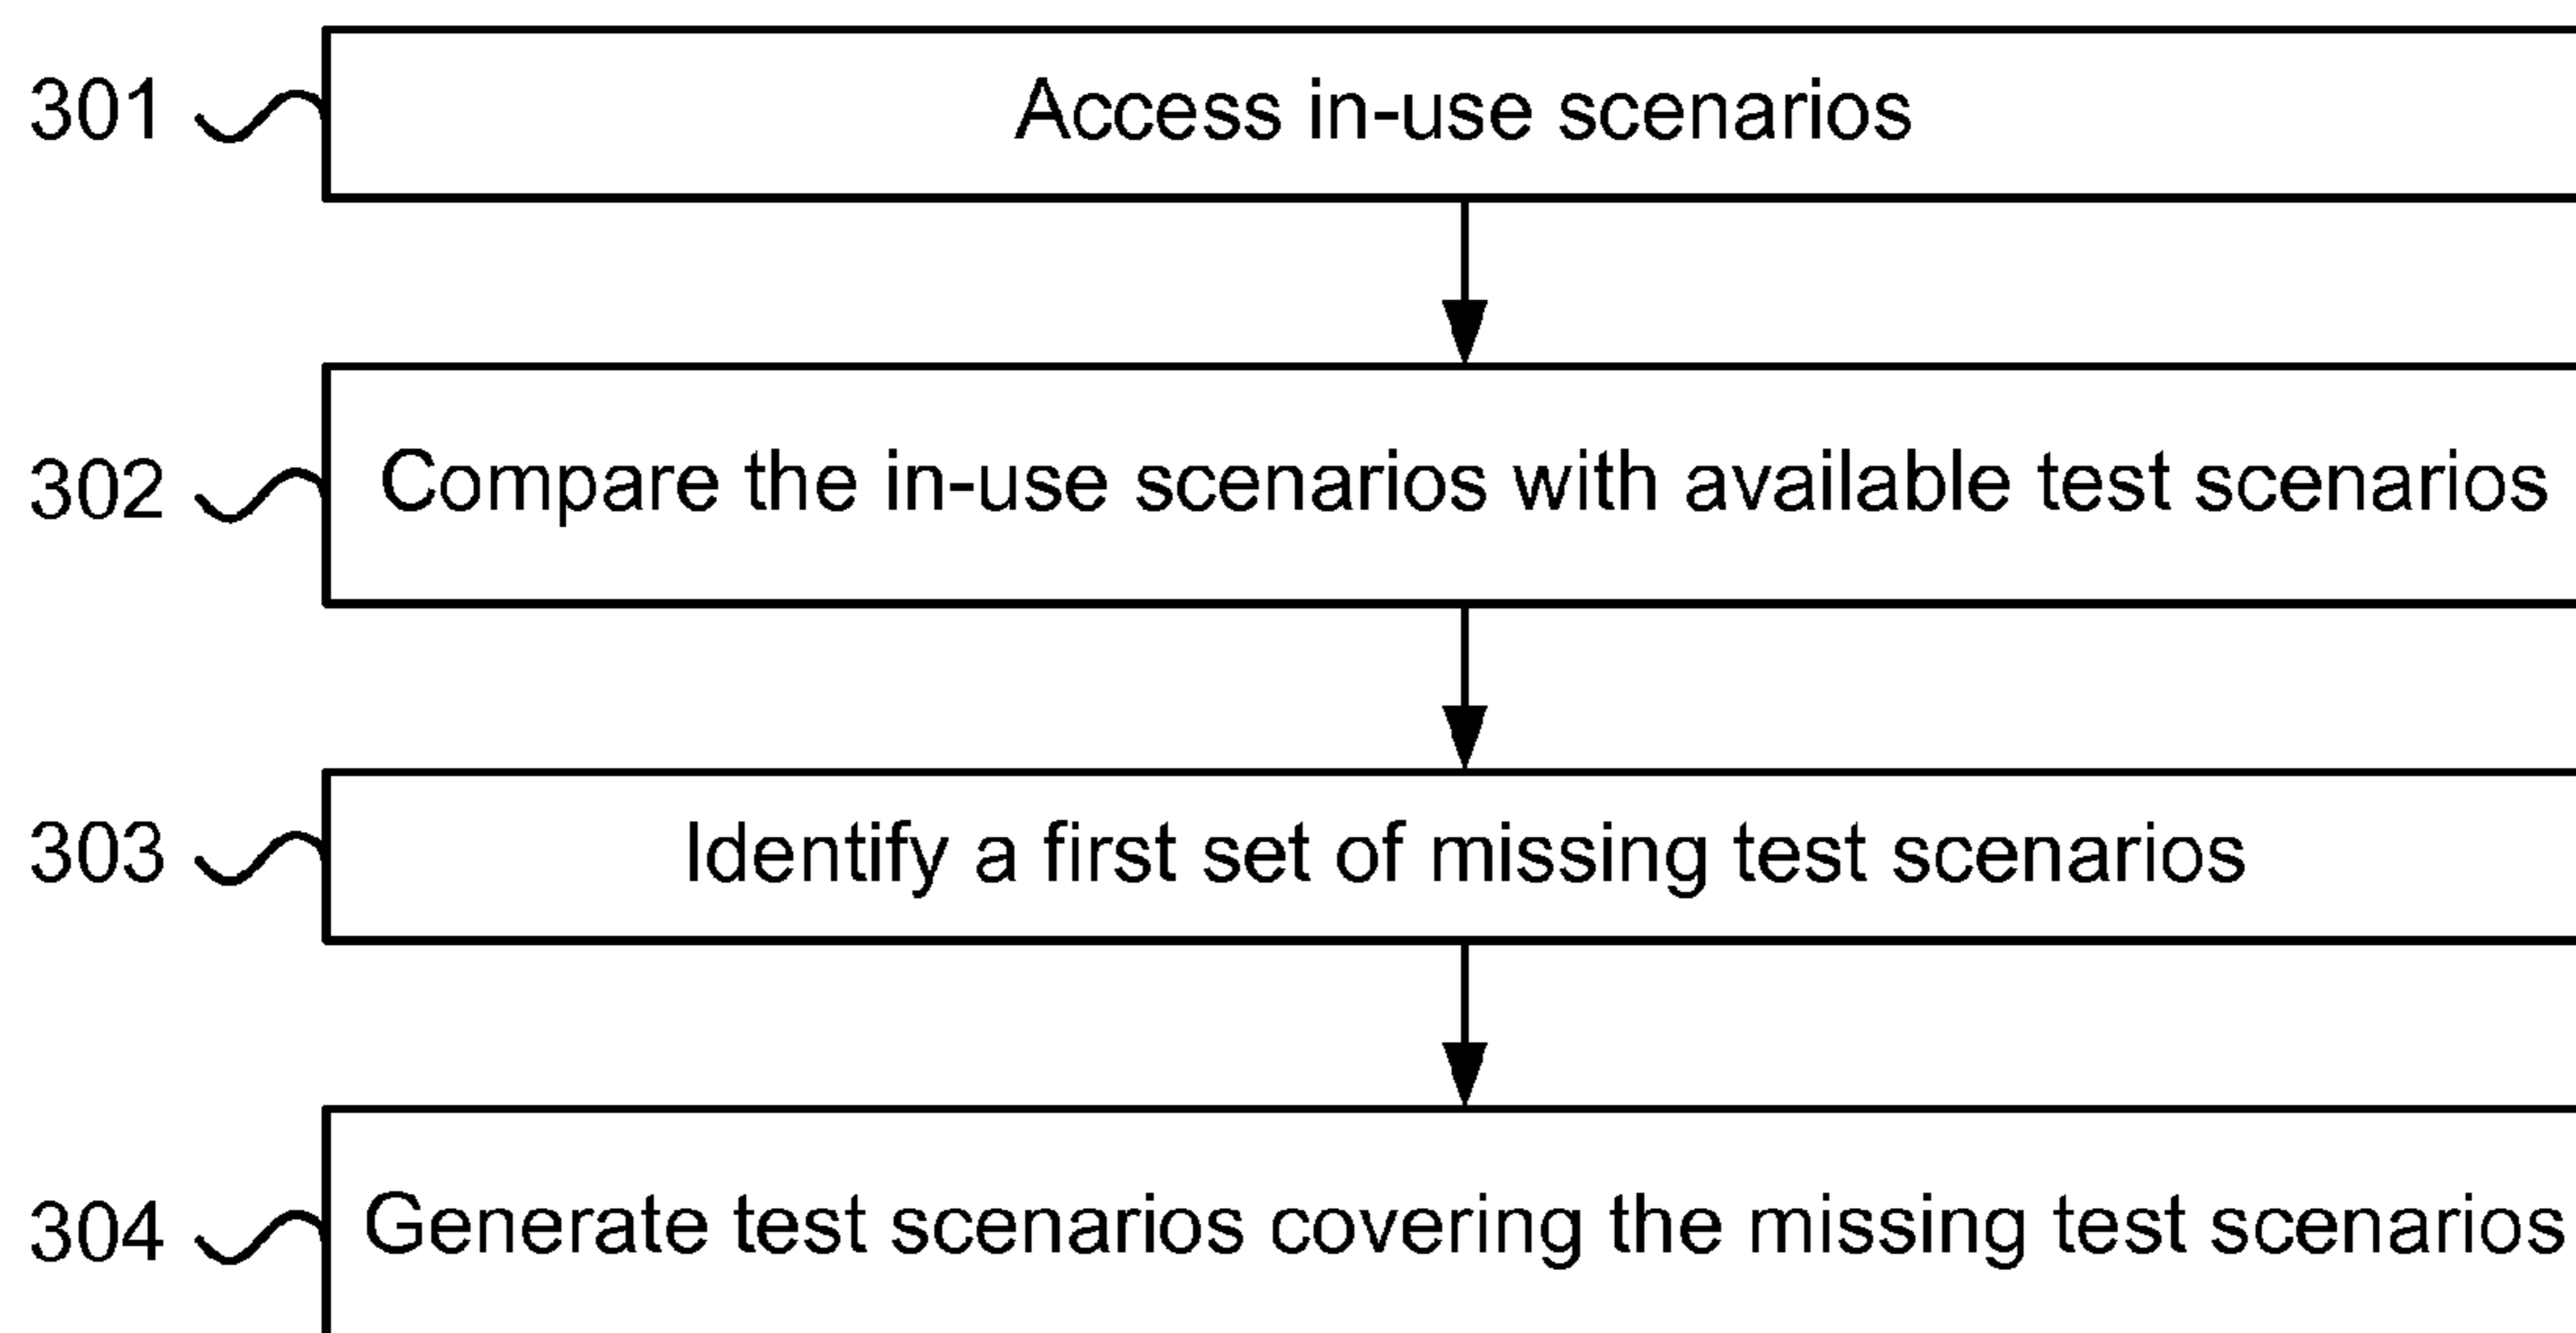 301 Access in-use scenarios
302 Compare the in-use scenarios with available test scenarios
303 Identify a first set of missing test scenarios
304 Generate test scenarios covering the missing test scenarios